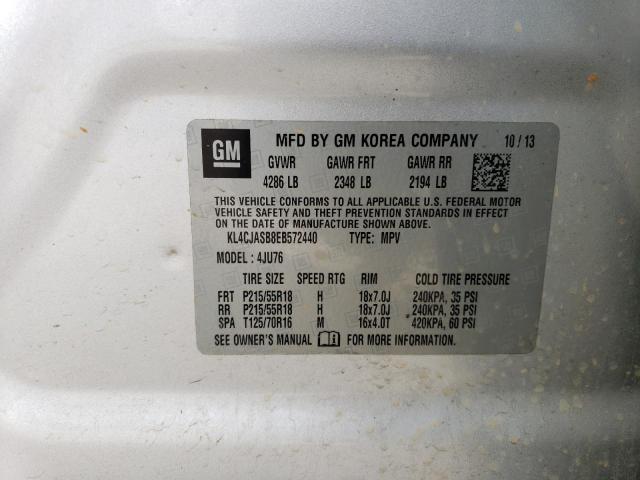 GM MFD BY GM KOREA COMPANY 10/13
GVWR GAWR FRT GAWR RR
4286 LB 2348 LB 2194 LB
THIS VEHICLE CONFORMS TO ALL APPLICABLE U.S. FEDERAL MOTOR
VEHICLE SAFETY AND THEFT PREVENTION STANDARDS IN EFFECT
ON THE DATE OF MANUFACTURE SHOWN ABOVE.
KL4CJASB8EB572440 TYPE: MPV
MODEL : 4JU76
TIRE SIZE SPEED RTG RIM COLD TIRE PRESSURE
FRT P215/55R18 H 18x7.0J 240KPA, 35 PSI
RR P215/55R18 H 18x7.0J 240KPA, 35 PSI
SPA T125/70R16 M 16x4.0T 420KPA, 60 PSI
SEE OWNER'S MANUAL FOR MORE INFORMATION.